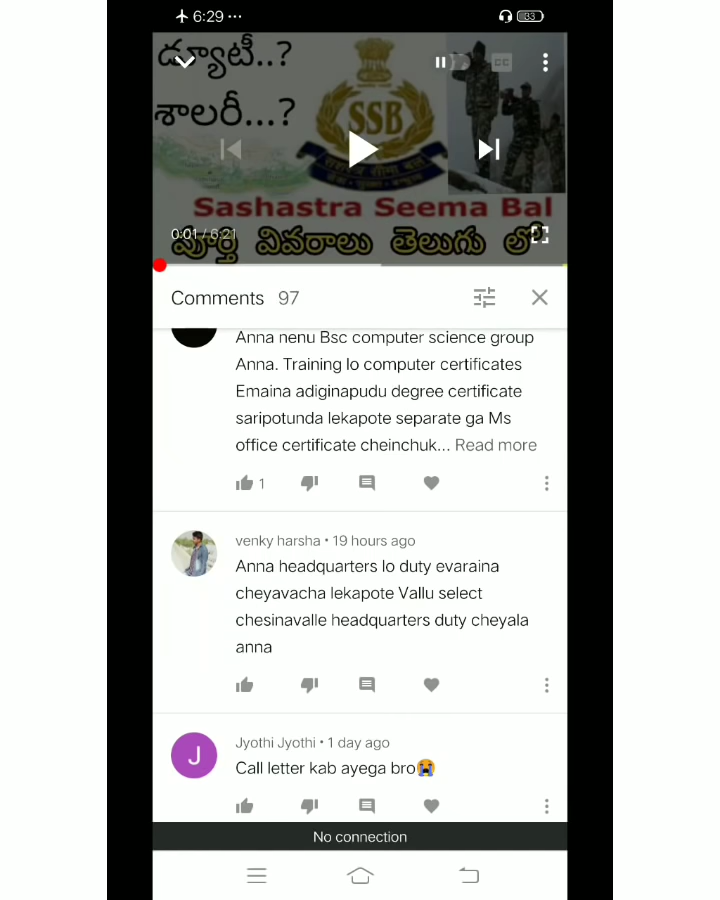 6:29 ...
83
డ్యూటీ..?
CC
శాలరీ...?
SSB
Sashastra Seema Bal
0:01 / 6:21
పూర్తి వివరాలు తెలుగు లో
Comments 97
Anna nenu Bsc computer science group
Anna. Training lo computer certificates
Emaina adiginapudu degree certificate
saripotunda lekapote separate ga Ms
office certificate cheinchuk... Read more
1
venky harsha • 19 hours ago
Anna headquarters lo duty evaraina
cheyavacha lekapote Vallu select
chesinavalle headquarters duty cheyala
anna
J
Jyothi Jyothi • 1 day ago
Call letter kab ayega bro😭
No connection